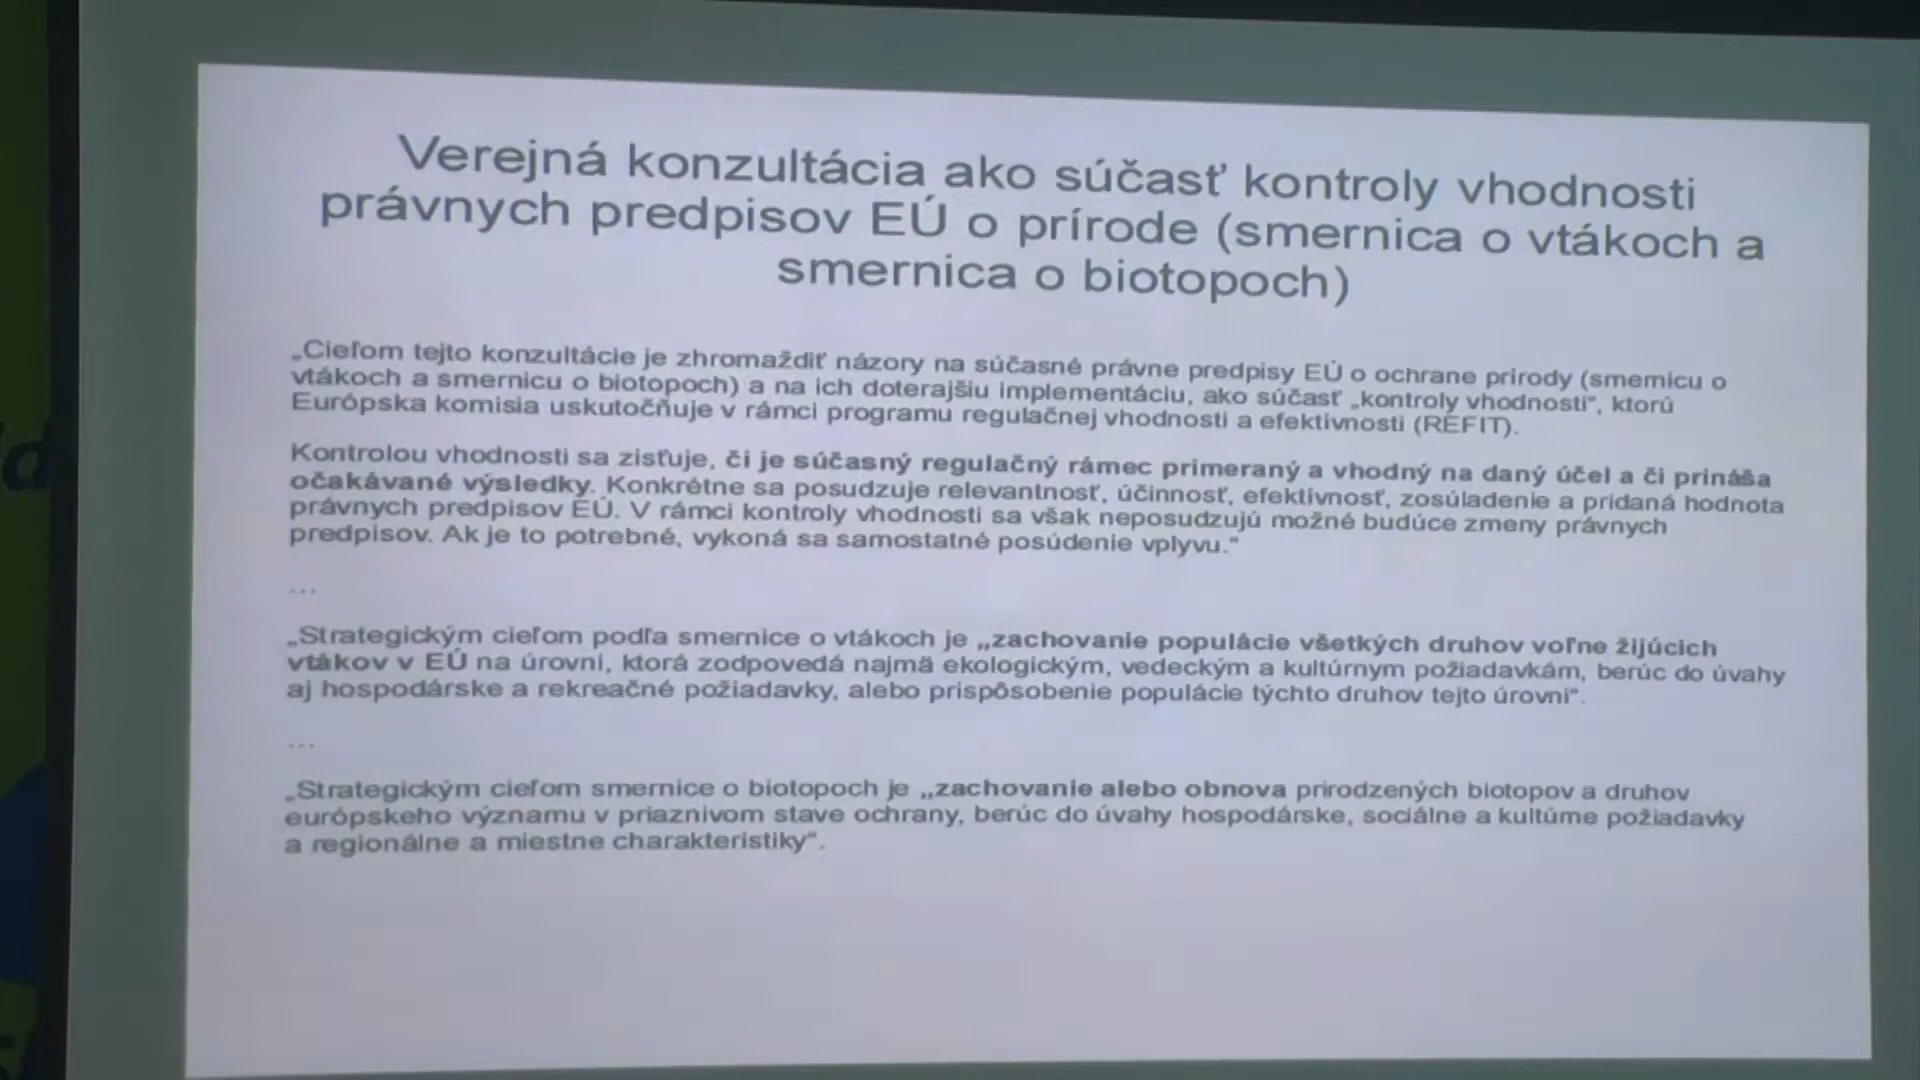 Verejná konzultácia ako súčasť kontroly vhodnosti
právnych predpisov EÚ o prírode (smernica o vtákoch a
smernica o biotopoch)
„Cieľom tejto konzultácie je zhromaždiť názory na súčasné právne predpisy EÚ o ochrane prírody (smernicu o
vtákoch a smernicu o biotopoch) a na ich doterajšiu implementáciu, ako súčasť „kontroly vhodnosti“, ktorú
Európska komisia uskutočňuje v rámci programu regulačnej vhodnosti a efektivnosti (REFIT).
Kontrolou vhodnosti sa zisťuje, či je súčasný regulačný rámec primeraný a vhodný na daný účel a či prináša
očakávané výsledky. Konkrétne sa posudzuje relevantnosť, účinnosť, efektívnosť, zosúladenie a pridaná hodnota
právnych predpisov EÚ. V rámci kontroly vhodnosti sa však neposudzujú možné budúce zmeny právnych
predpisov. Ak je to potrebné, vykoná sa samostatné posúdenie vplyvu.“
...
„Strategickým cieľom podľa smernice o vtákoch je „zachovanie populácie všetkých druhov voľne žijúcich
vtákov v EÚ na úrovni, ktorá zodpovedá najmä ekologickým, vedeckým a kultúrnym požiadavkám, berúc do úvahy
aj hospodárske a rekreačné požiadavky, alebo prispôsobenie populácie týchto druhov tejto úrovni“.
...
„Strategickým cieľom smernice o biotopoch je „zachovanie alebo obnova prirodzených biotopov a druhov
európskeho významu v priaznivom stave ochrany, berúc do úvahy hospodárske, sociálne a kultúrne požiadavky
a regionálne a miestne charakteristiky“.